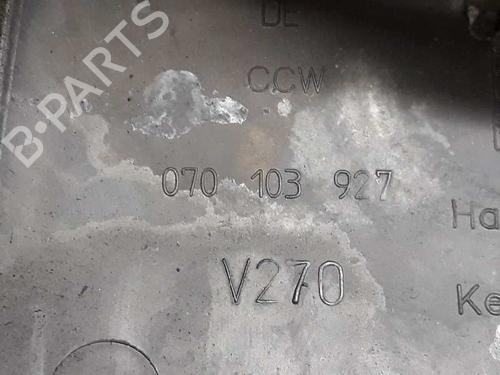 B-PARTS
DE
CCW
070 103 927
Ha
V270
Ke